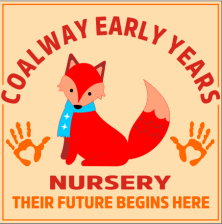 COALWAY EARLY YEARS
NURSERY
THEIR FUTURE BEGINS HERE